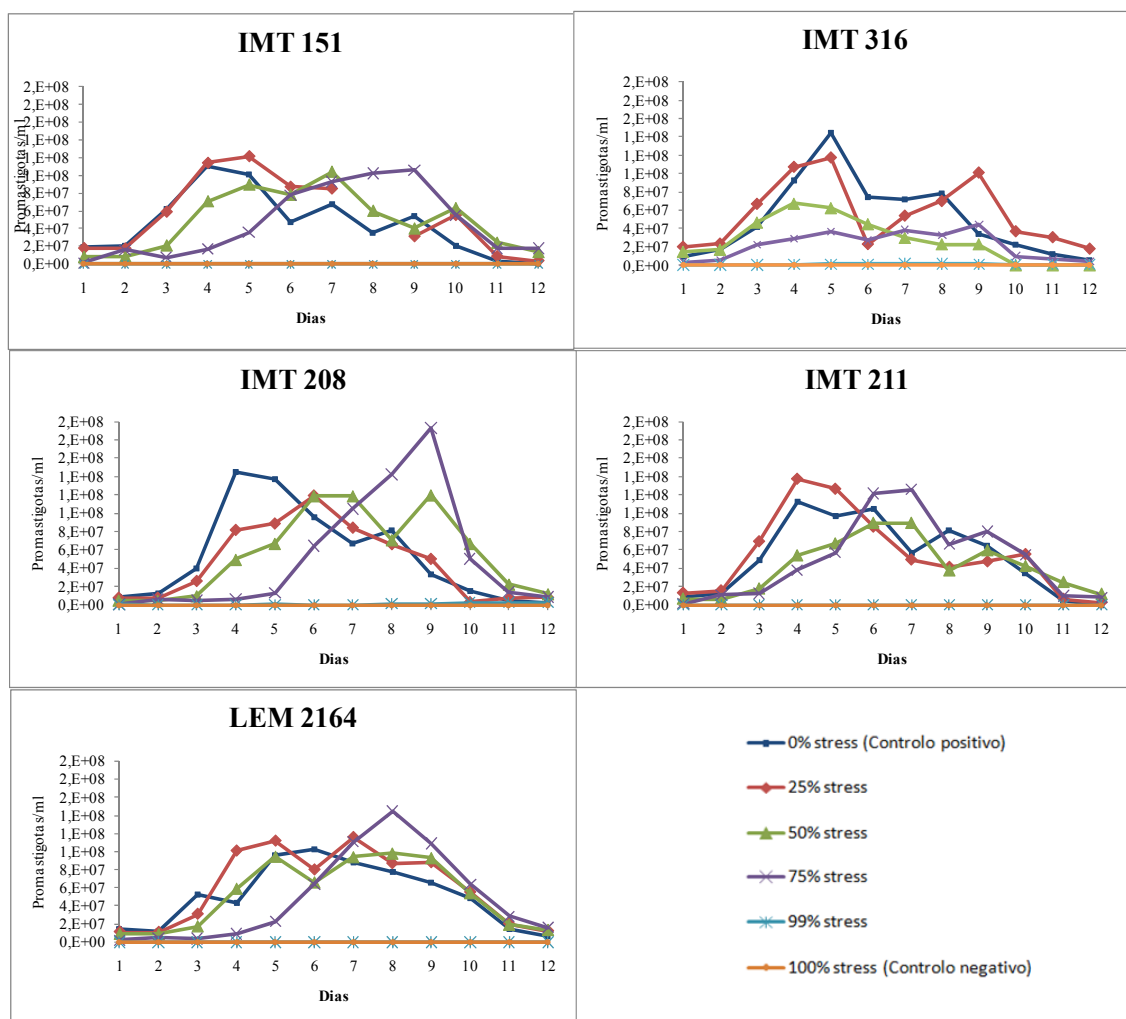 IMT 151
Promastigotas/ml
2,E+08
2,E+08
2,E+08
1,E+08
1,E+08
1,E+08
8,E+07
6,E+07
4,E+07
2,E+07
0,E+00
1 2 3 4 5 6 7 8 9 10 11 12
Dias
IMT 316
Promastigotas/ml
2,E+08
2,E+08
2,E+08
1,E+08
1,E+08
1,E+08
8,E+07
6,E+07
4,E+07
2,E+07
0,E+00
1 2 3 4 5 6 7 8 9 10 11 12
Dias
IMT 208
Promastigotas/ml
2,E+08
2,E+08
2,E+08
1,E+08
1,E+08
1,E+08
8,E+07
6,E+07
4,E+07
2,E+07
0,E+00
1 2 3 4 5 6 7 8 9 10 11 12
Dias
IMT 211
Promastigotas/ml
2,E+08
2,E+08
2,E+08
1,E+08
1,E+08
1,E+08
8,E+07
6,E+07
4,E+07
2,E+07
0,E+00
1 2 3 4 5 6 7 8 9 10 11 12
Dias
LEM 2164
Promastigotas/ml
2,E+08
2,E+08
2,E+08
1,E+08
1,E+08
1,E+08
8,E+07
6,E+07
4,E+07
2,E+07
0,E+00
1 2 3 4 5 6 7 8 9 10 11 12
Dias
0% stress (Controlo positivo)
25% stress
50% stress
75% stress
99% stress
100% stress (Controlo negativo)